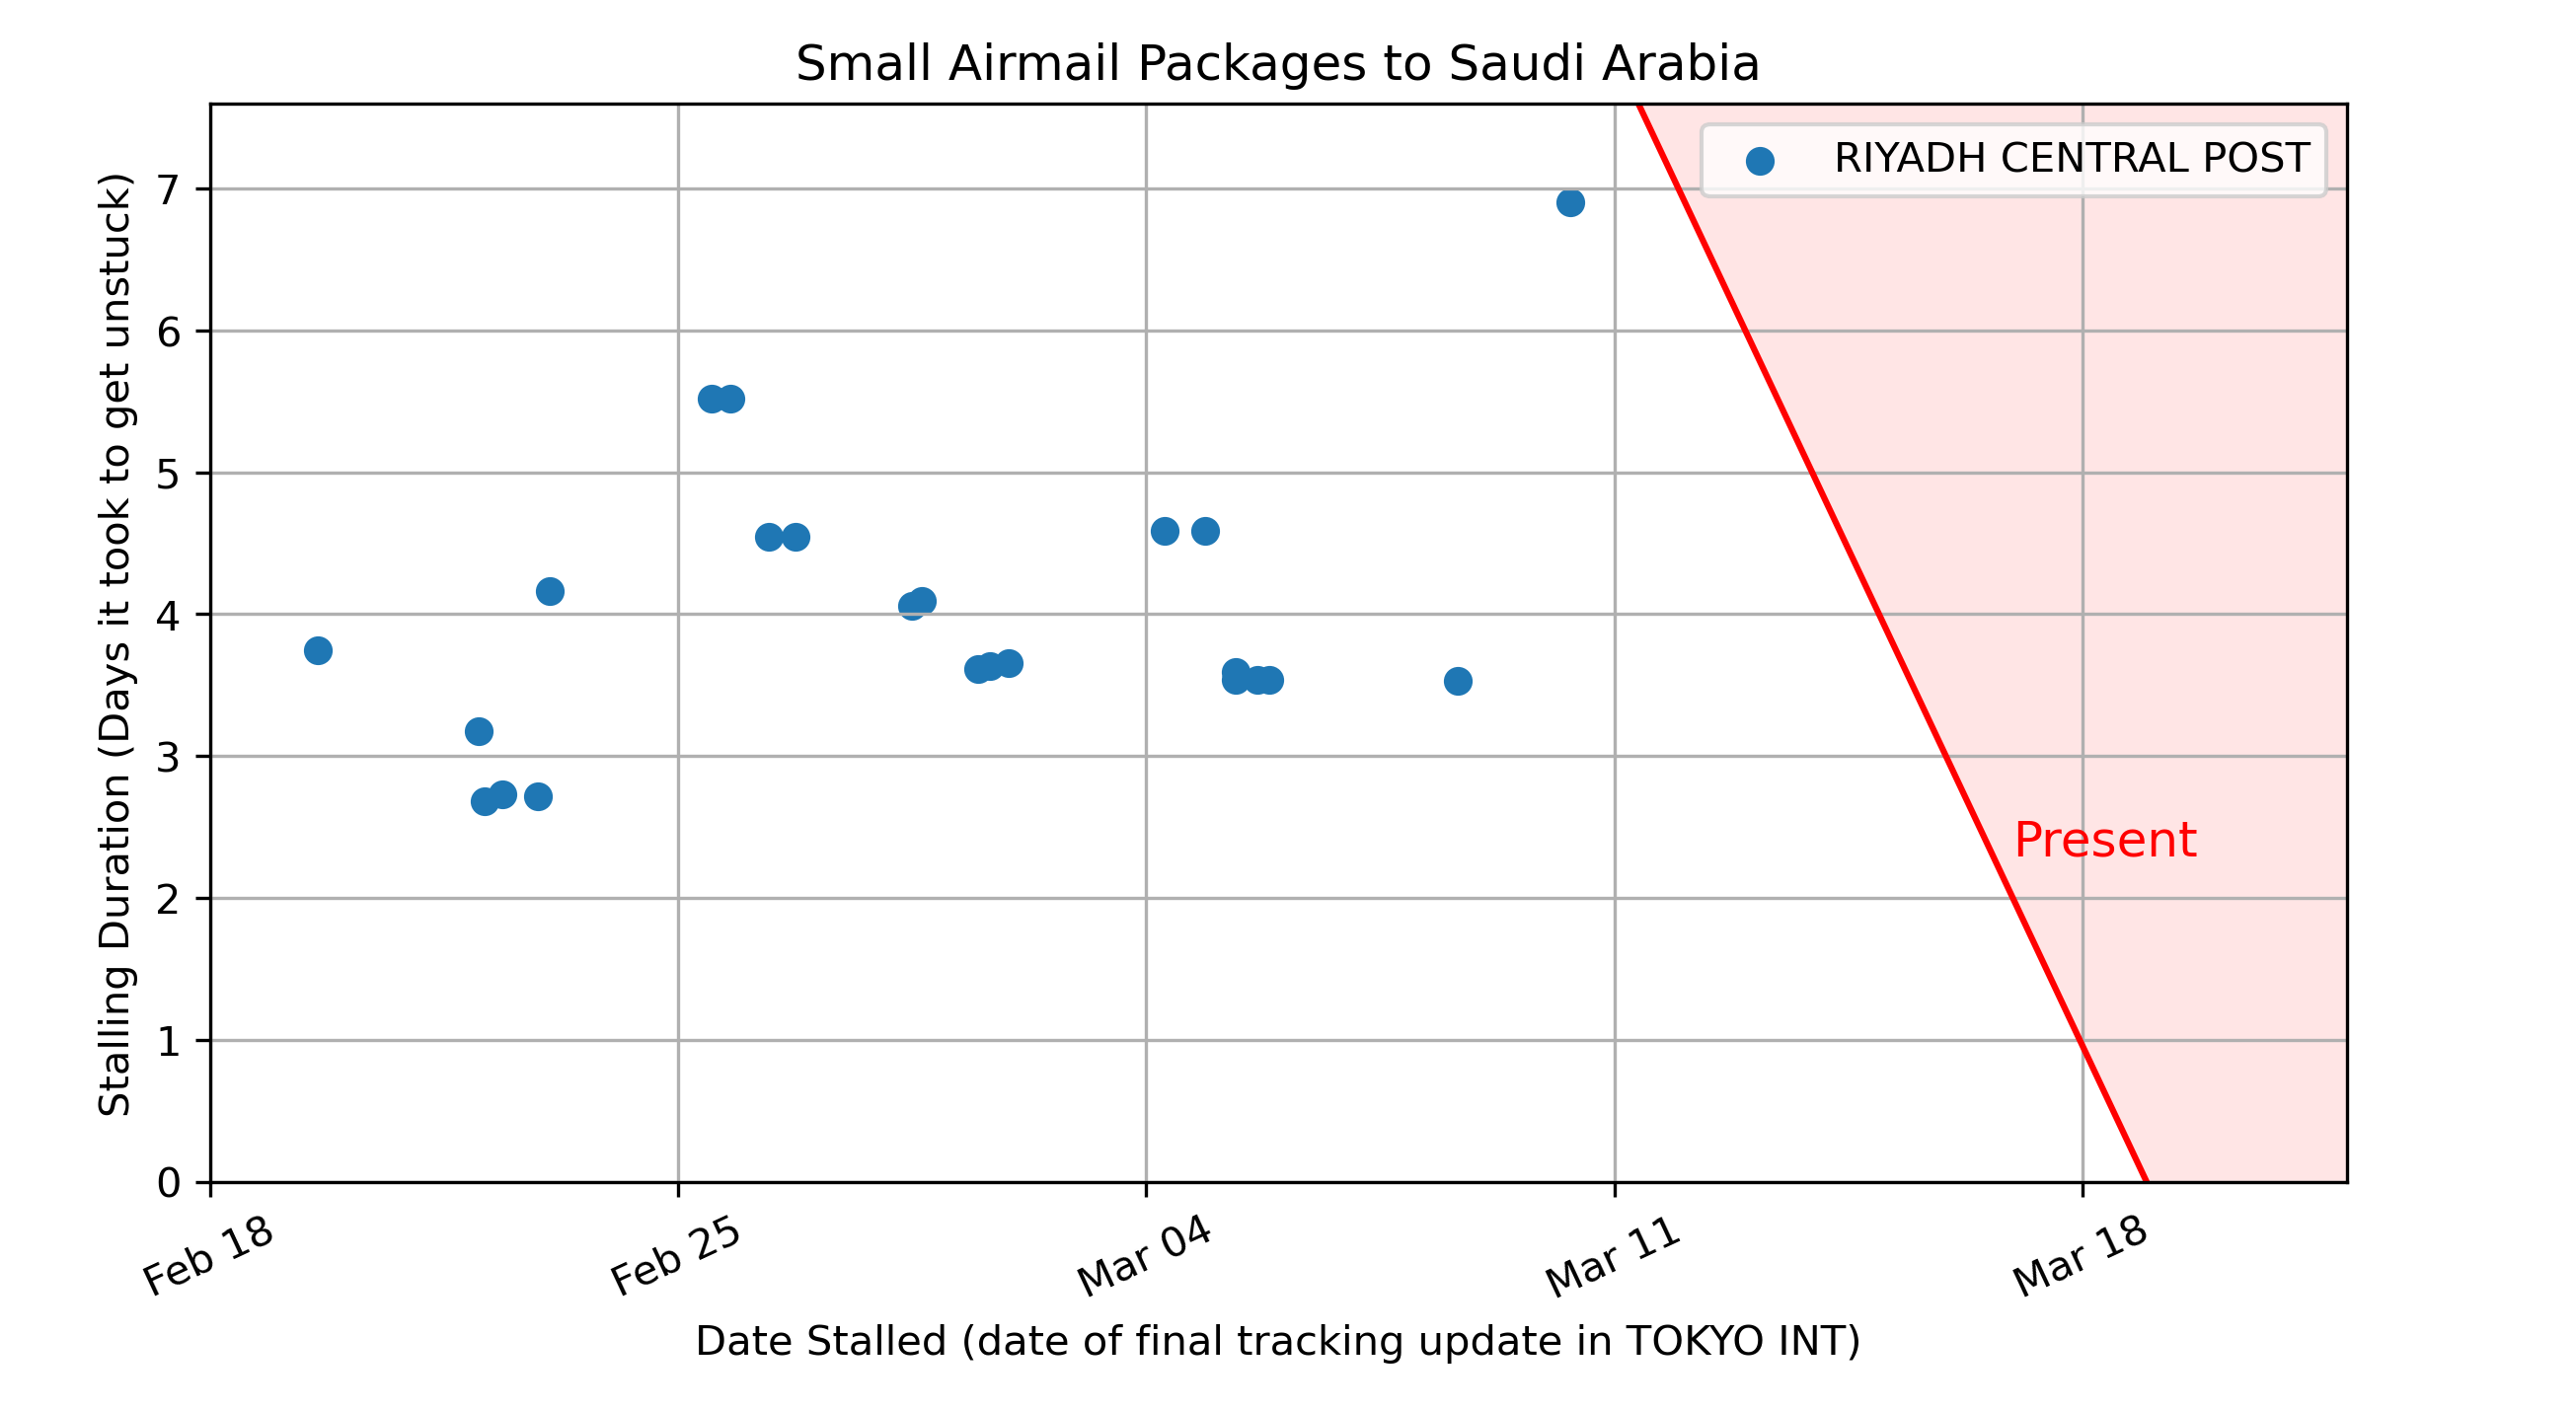 Small Airmail Packages to Saudi Arabia
RIYADH CENTRAL POST
Stalling Duration (Days it took to get unstuck)
7
6
5
4
3
2
1
0
Present
Feb 18
Feb 25
Mar 04
Mar 11
Mar 18
Date Stalled (date of final tracking update in TOKYO INT)